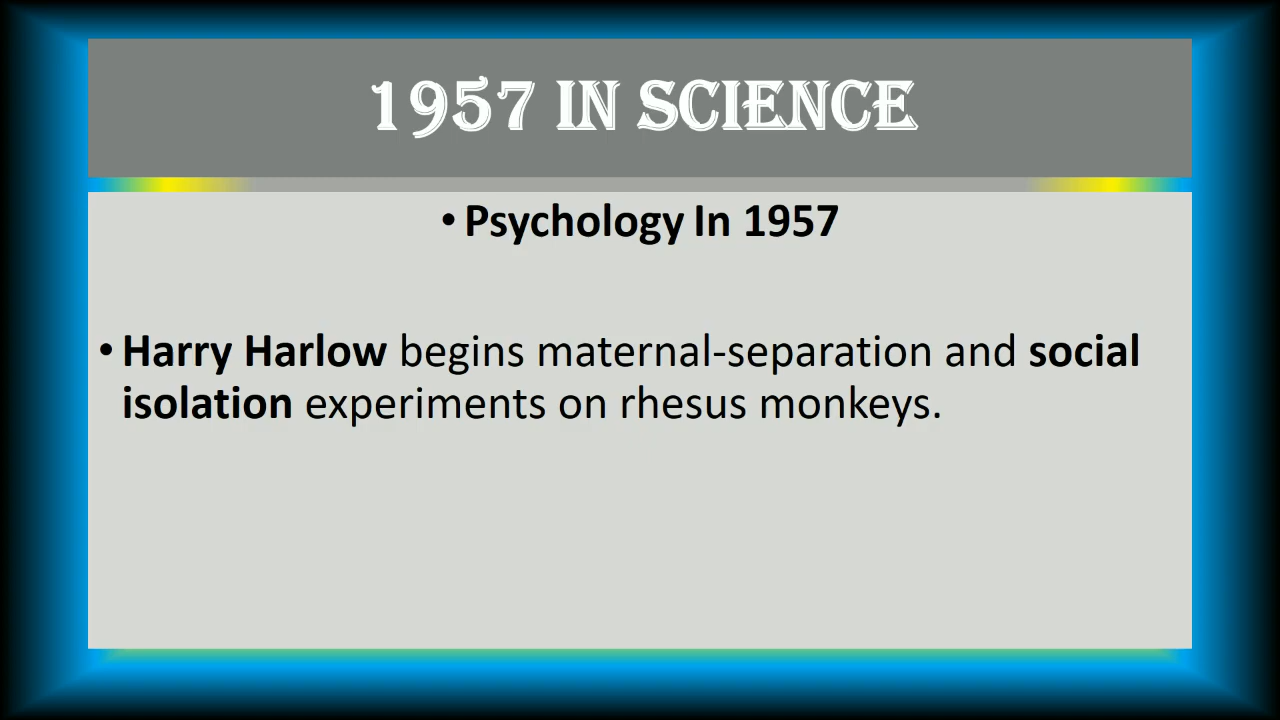 1957 IN SCIENCE
• Psychology In 1957
• Harry Harlow begins maternal-separation and social
isolation experiments on rhesus monkeys.